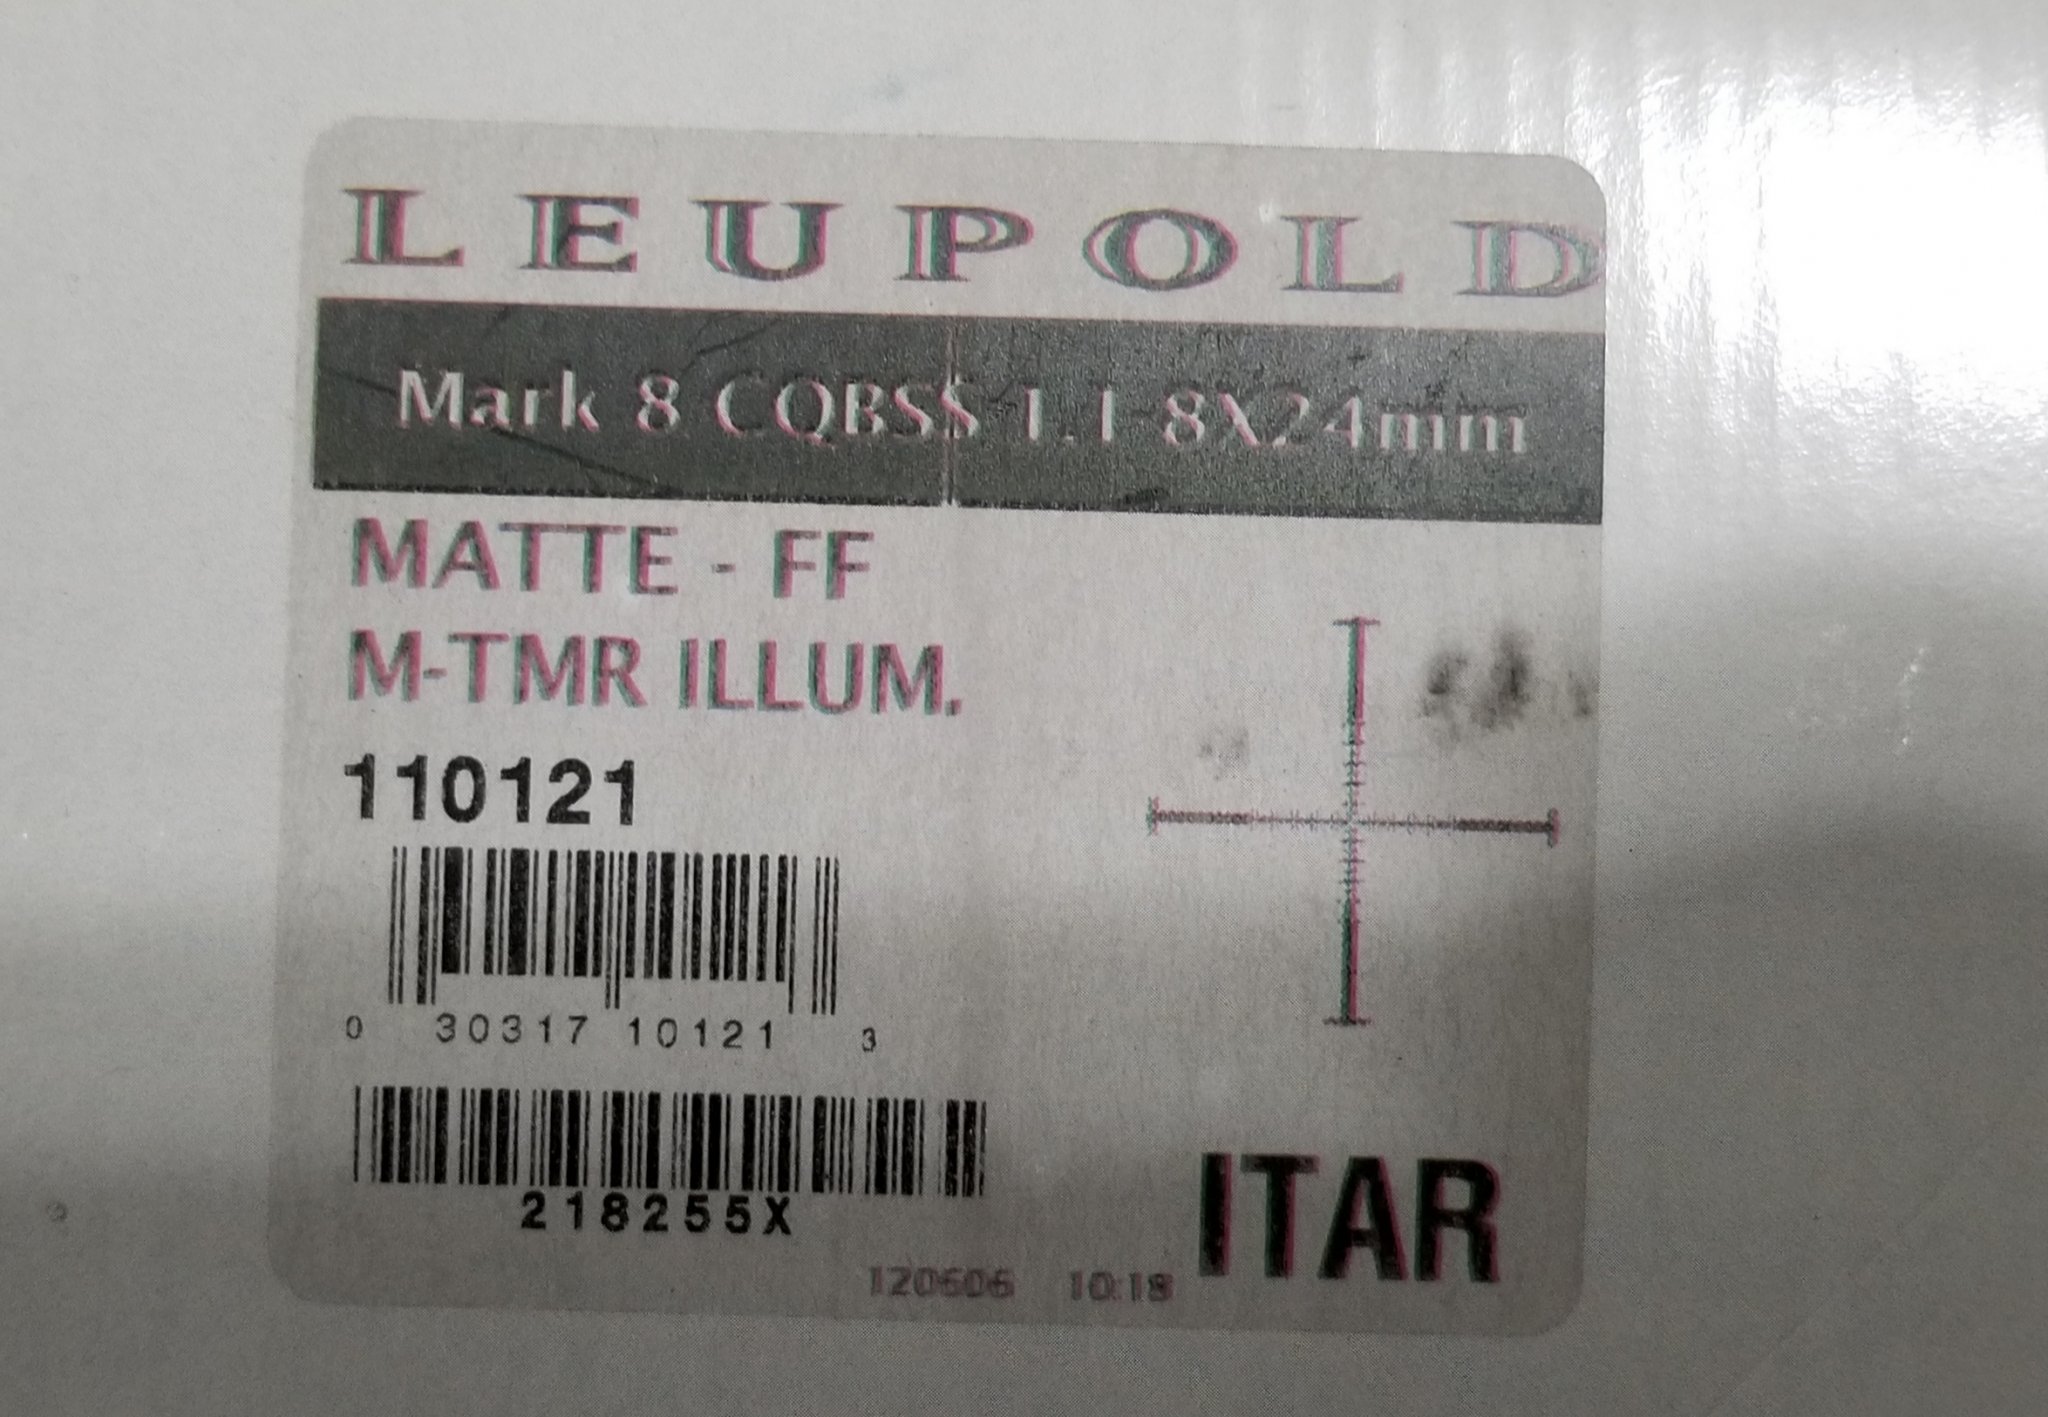 LEUPOLD
Mark 8 CQBSS 1.1-8X24mm
MATTE - FF
M-TMR ILLUM.
110121
0 30317 10121 3
218255X
ITAR
120606 10:18